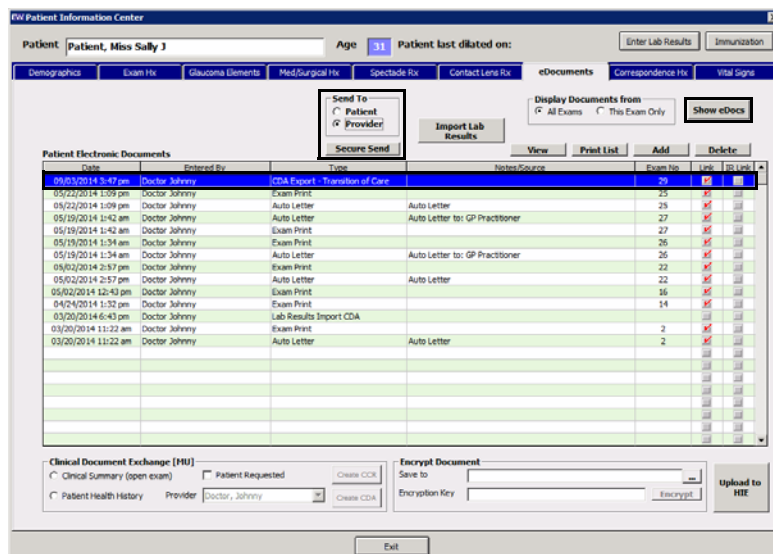 EW Patient Information Center
Patient Patient, Miss Sally J Age 31 Patient last dilated on: Enter Lab Results Immunization
Demographics Exam Hx Glaucoma Elements Med/Surgical Hx Spectacle Rx Contact Lens Rx eDocuments Correspondence Hx Vital Signs
Send To
Patient
Provider
Secure Send
Import Lab Results
Display Documents from
All Exams This Exam Only
Show eDocs
Patient Electronic Documents View Print List Add Delete
Date Entered By Type Notes/Source Exam No Link IR Link
09/03/2014 3:47 pm Doctor Johnny CDA Export - Transition of Care 29
05/22/2014 1:09 pm Doctor Johnny Exam Print 25
05/22/2014 1:09 pm Doctor Johnny Auto Letter Auto Letter 25
05/19/2014 1:42 am Doctor Johnny Auto Letter Auto Letter to: GP Practitioner 27
05/19/2014 1:42 am Doctor Johnny Exam Print 27
05/19/2014 1:34 am Doctor Johnny Exam Print 26
05/19/2014 1:34 am Doctor Johnny Auto Letter Auto Letter to: GP Practitioner 26
05/02/2014 2:57 pm Doctor Johnny Exam Print 22
05/02/2014 2:57 pm Doctor Johnny Auto Letter Auto Letter 22
05/02/2014 12:43 pm Doctor Johnny Exam Print 16
04/24/2014 1:32 pm Doctor Johnny Exam Print 14
03/20/2014 6:43 pm Doctor Johnny Lab Results Import CDA
03/20/2014 11:22 am Doctor Johnny Exam Print 2
03/20/2014 11:22 am Doctor Johnny Auto Letter Auto Letter 2
Clinical Document Exchange [MU]
Clinical Summary (open exam) Patient Requested Create CCR
Patient Health History Provider Doctor, Johnny Create CDA
Encrypt Document
Save to ...
Encryption Key Encrypt
Upload to HIE
Exit